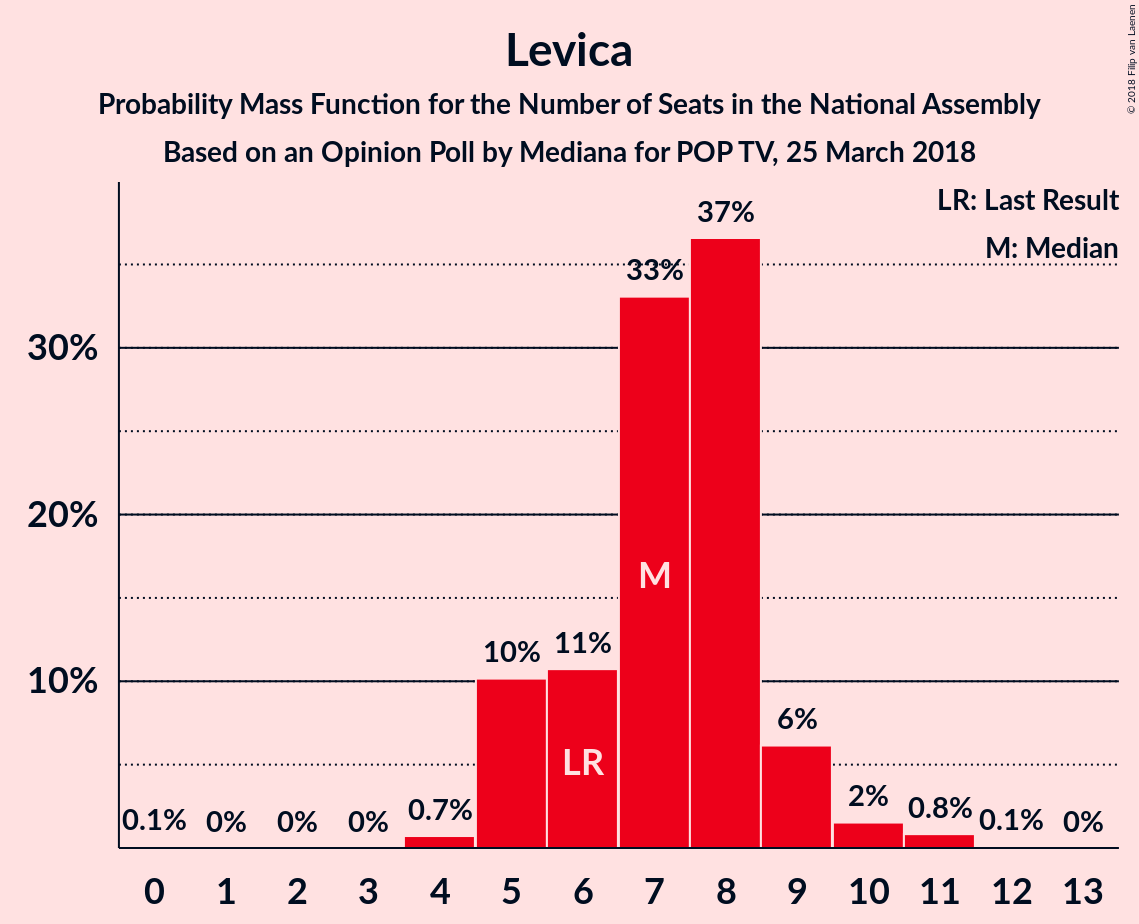 Levica
Probability Mass Function for the Number of Seats in the National Assembly
Based on an Opinion Poll by Mediana for POP TV, 25 March 2018
© 2018 Filip van Laenen
LR: Last Result
M: Median
37%
33%
30%
20%
10%
M
10%
11%
LR
6%
2%
0.1%
0%
0%
0%
0.7%
0.8%
0.1%
0%
0 1 2 3 4 5 6 7 8 9 10 11 12 13